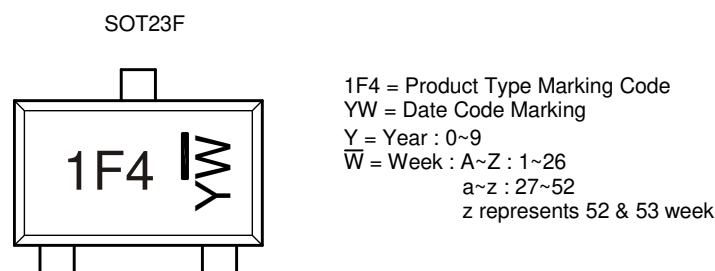 SOT23F
1F4 YW̅
1F4 = Product Type Marking Code
YW = Date Code Marking
Y = Year : 0~9
W̅ = Week : A~Z : 1~26
a~z : 27~52
z represents 52 & 53 week